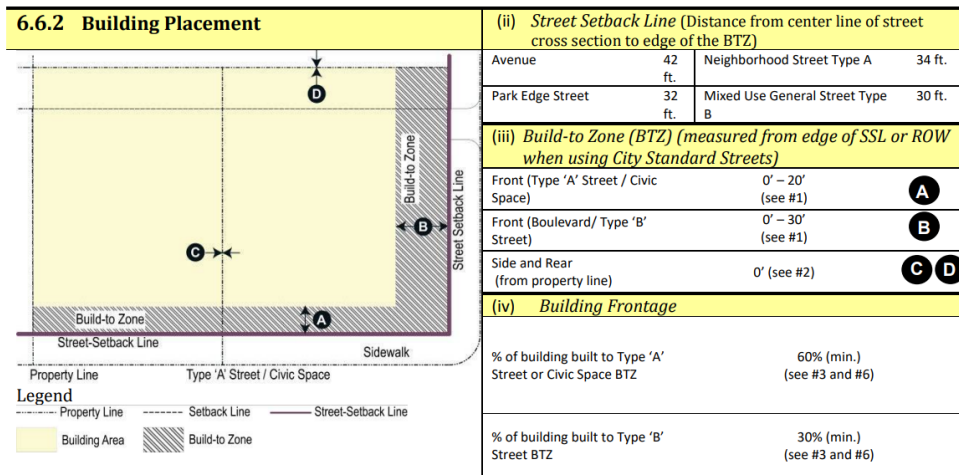 6.6.2 Building Placement
D
Build-to Zone
B
C
Street Setback Line
Build-to Zone
A
Street-Setback Line
Sidewalk
Property Line
Type ‘A’ Street / Civic Space
Legend
Property Line
Setback Line
Street-Setback Line
Building Area
Build-to Zone
(ii) Street Setback Line (Distance from center line of street
cross section to edge of the BTZ)
Avenue 42 ft.
Neighborhood Street Type A 34 ft.
Park Edge Street 32 ft.
Mixed Use General Street Type B 30 ft.
(iii) Build-to Zone (BTZ) (measured from edge of SSL or ROW
when using City Standard Streets)
Front (Type ‘A’ Street / Civic
Space)
0’ – 20’
(see #1)
A
Front (Boulevard/ Type ‘B’
Street)
0’ – 30’
(see #1)
B
Side and Rear
(from property line)
0’ (see #2)
C D
(iv) Building Frontage
% of building built to Type ‘A’
Street or Civic Space BTZ
60% (min.)
(see #3 and #6)
% of building built to Type ‘B’
Street BTZ
30% (min.)
(see #3 and #6)